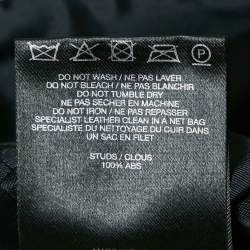 DO NOT WASH / NE PAS LAVER
DO NOT BLEACH / NE PAS BLANCHIR
DO NOT TUMBLE DRY
NE PAS SECHER EN MACHINE
DO NOT IRON / NE PAS REPASSER
SPECIALIST LEATHER CLEAN IN A NET BAG
SPECIALISTE DU NETTOYAGE DU CUIR DANS
UN SAC EN FILET
STUDS / CLOUS
100% ABS